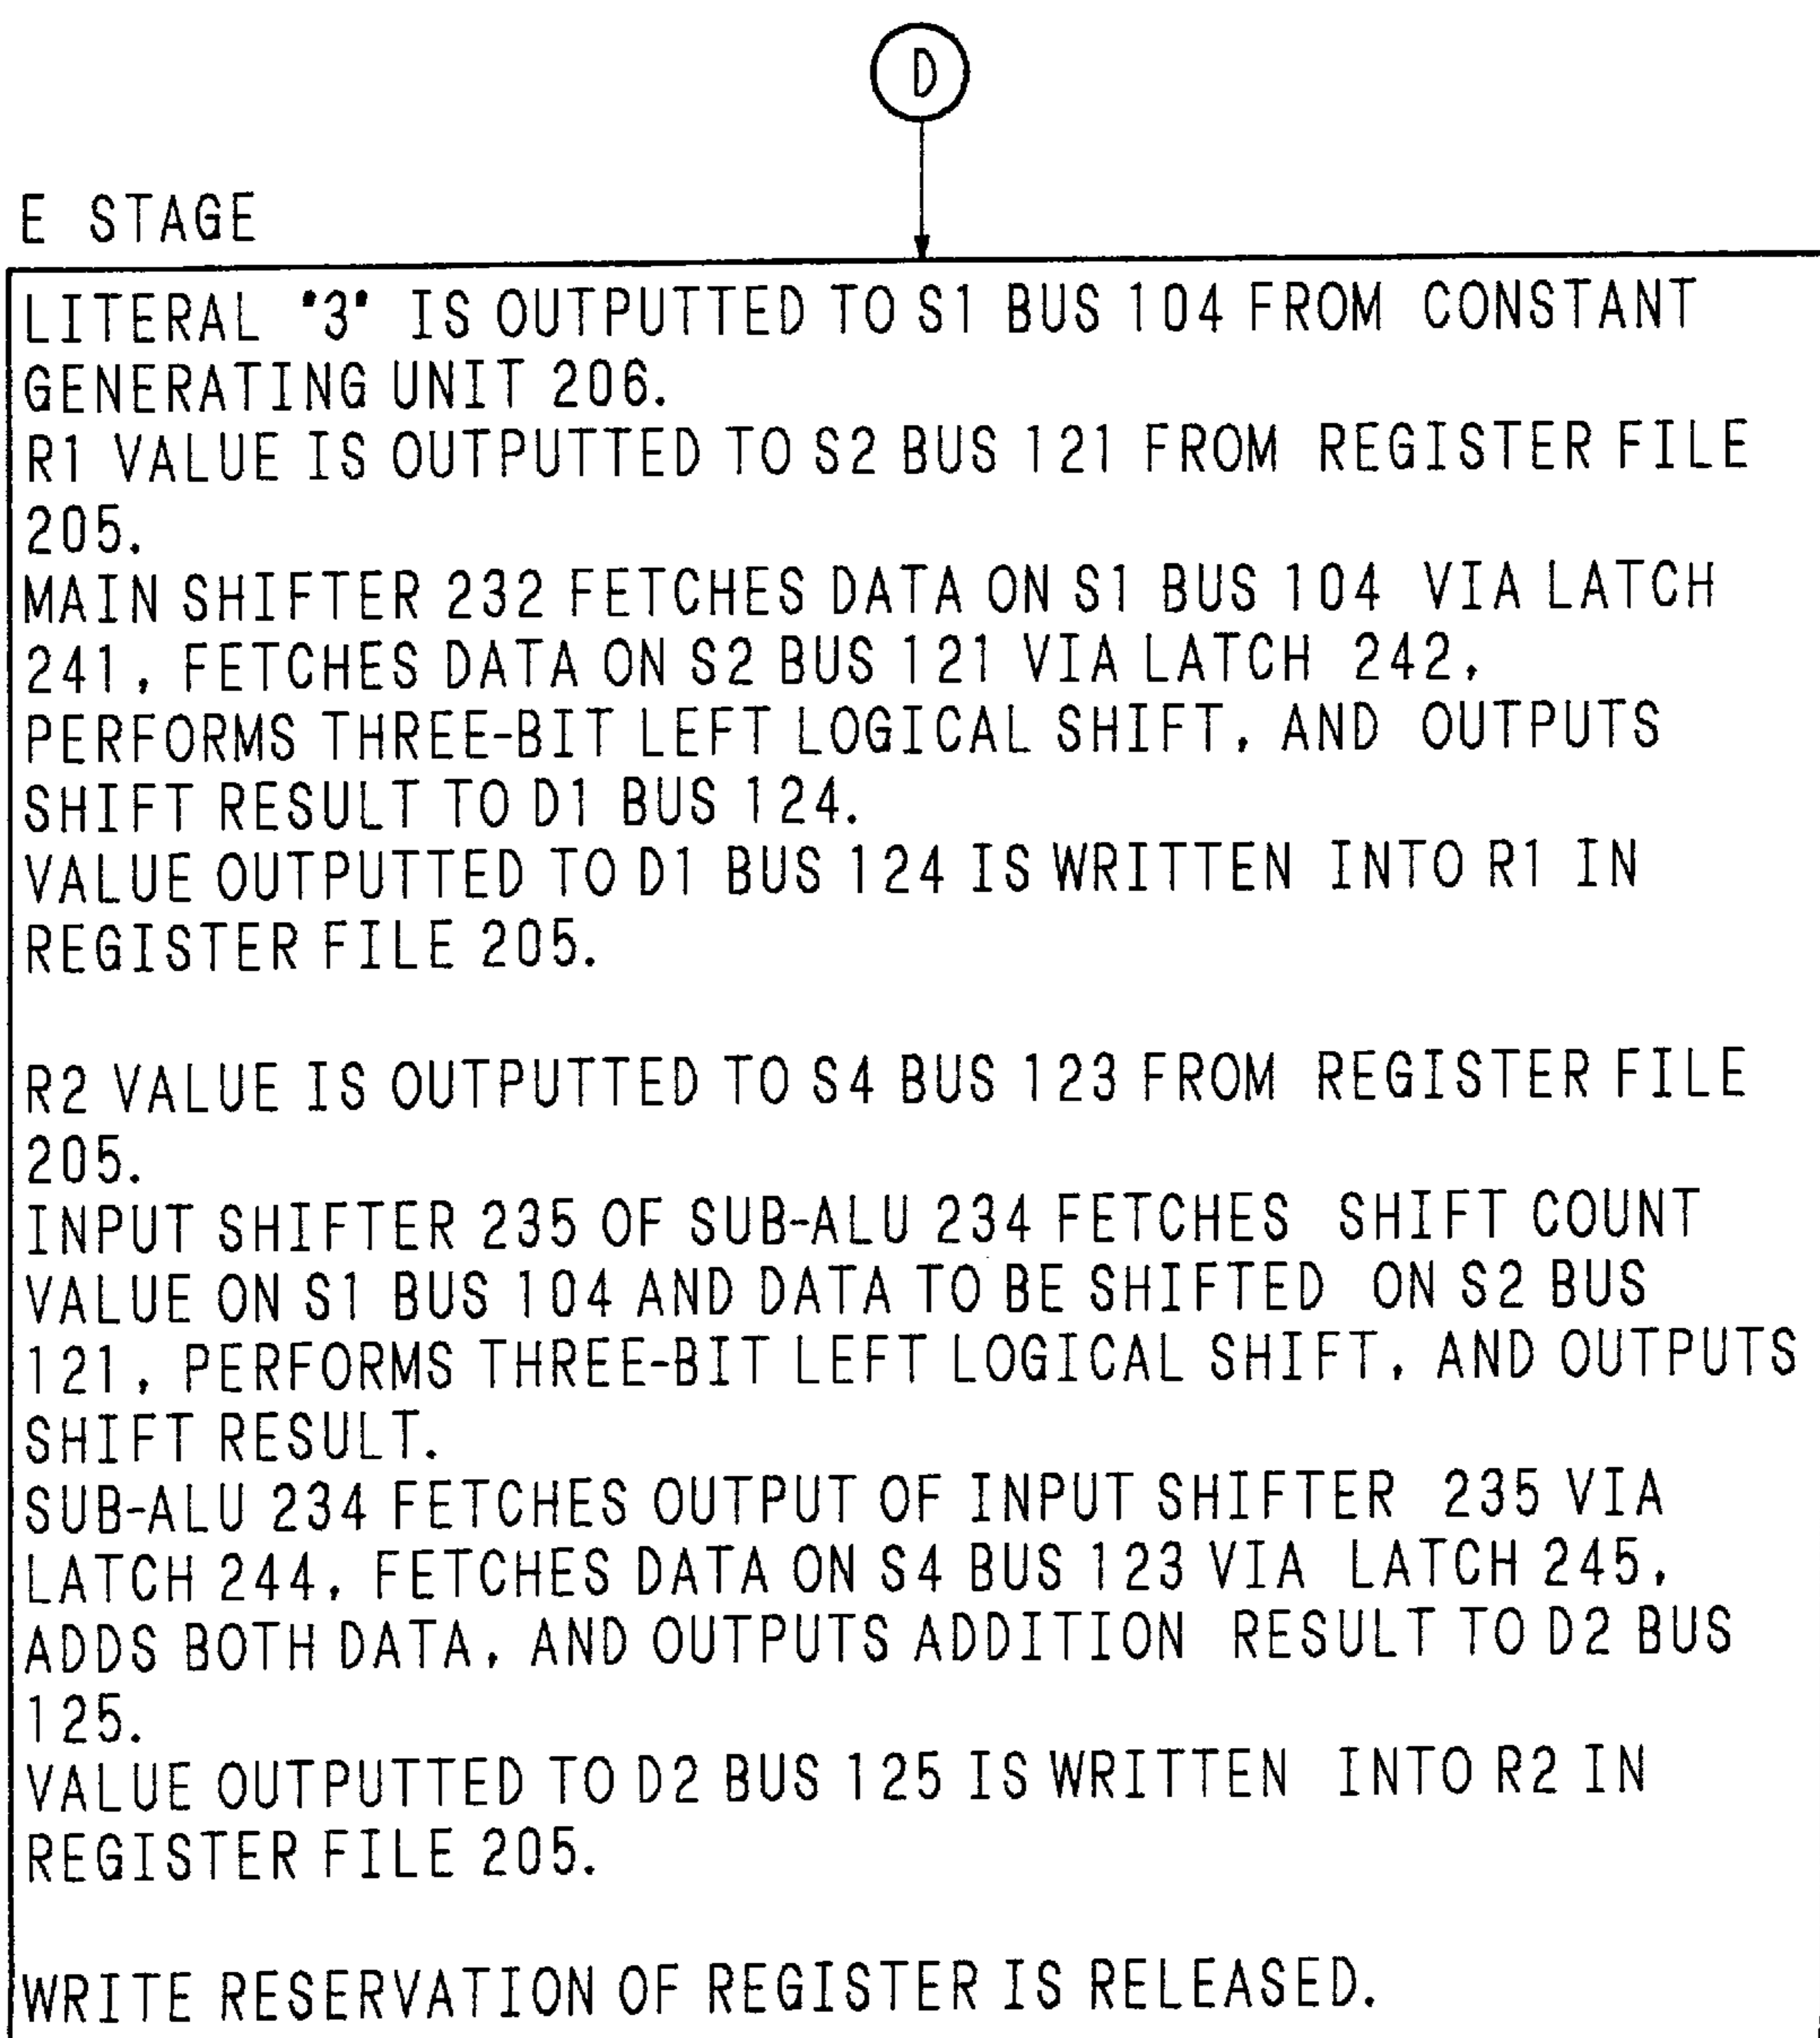 D
E STAGE
LITERAL "3" IS OUTPUTTED TO S1 BUS 104 FROM CONSTANT
GENERATING UNIT 206.
R1 VALUE IS OUTPUTTED TO S2 BUS 121 FROM REGISTER FILE
205.
MAIN SHIFTER 232 FETCHES DATA ON S1 BUS 104 VIA LATCH
241, FETCHES DATA ON S2 BUS 121 VIA LATCH 242,
PERFORMS THREE-BIT LEFT LOGICAL SHIFT, AND OUTPUTS
SHIFT RESULT TO D1 BUS 124.
VALUE OUTPUTTED TO D1 BUS 124 IS WRITTEN INTO R1 IN
REGISTER FILE 205.
R2 VALUE IS OUTPUTTED TO S4 BUS 123 FROM REGISTER FILE
205.
INPUT SHIFTER 235 OF SUB-ALU 234 FETCHES SHIFT COUNT
VALUE ON S1 BUS 104 AND DATA TO BE SHIFTED ON S2 BUS
121, PERFORMS THREE-BIT LEFT LOGICAL SHIFT, AND OUTPUTS
SHIFT RESULT.
SUB-ALU 234 FETCHES OUTPUT OF INPUT SHIFTER 235 VIA
LATCH 244, FETCHES DATA ON S4 BUS 123 VIA LATCH 245,
ADDS BOTH DATA, AND OUTPUTS ADDITION RESULT TO D2 BUS
125.
VALUE OUTPUTTED TO D2 BUS 125 IS WRITTEN INTO R2 IN
REGISTER FILE 205.
WRITE RESERVATION OF REGISTER IS RELEASED.